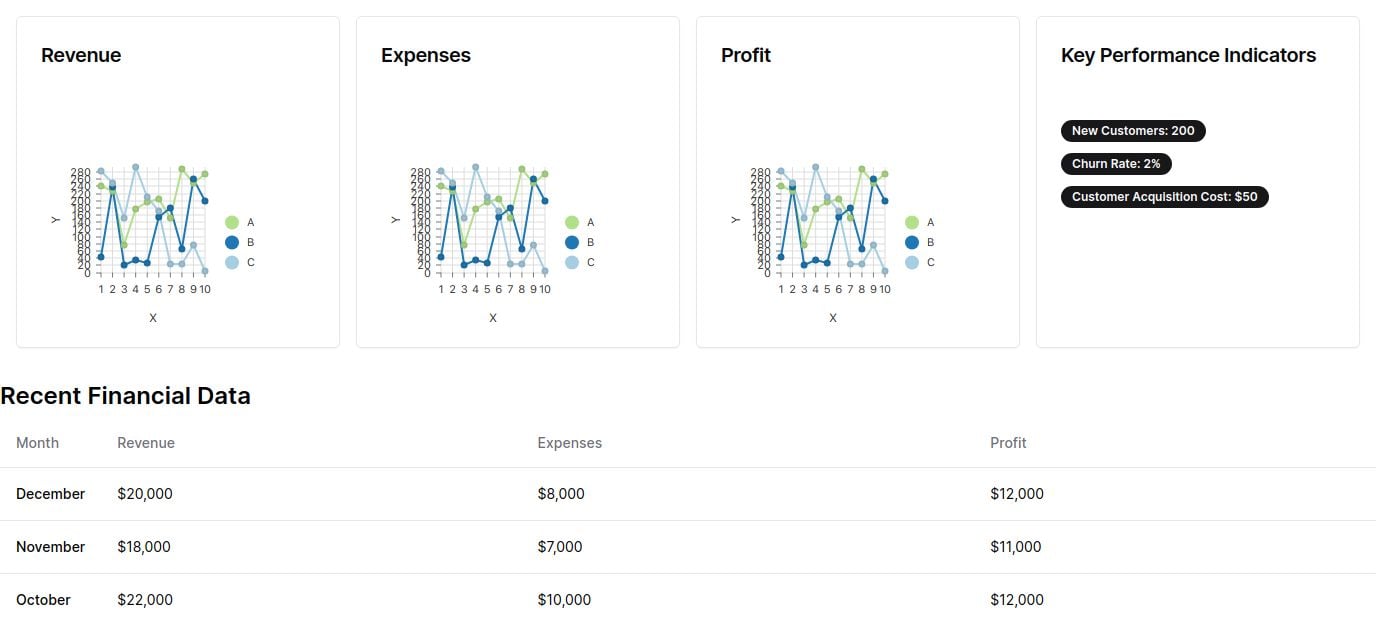 Revenue
280
260
240
220
200
180
160
140
120
100
80
60
40
20
0
Y
1 2 3 4 5 6 7 8 9 10
X
A
B
C
Expenses
280
260
240
220
200
180
160
140
120
100
80
60
40
20
0
Y
1 2 3 4 5 6 7 8 9 10
X
A
B
C
Profit
280
260
240
220
200
180
160
140
120
100
80
60
40
20
0
Y
1 2 3 4 5 6 7 8 9 10
X
A
B
C
Key Performance Indicators
New Customers: 200
Churn Rate: 2%
Customer Acquisition Cost: $50
Recent Financial Data
Month Revenue Expenses Profit
December $20,000 $8,000 $12,000
November $18,000 $7,000 $11,000
October $22,000 $10,000 $12,000